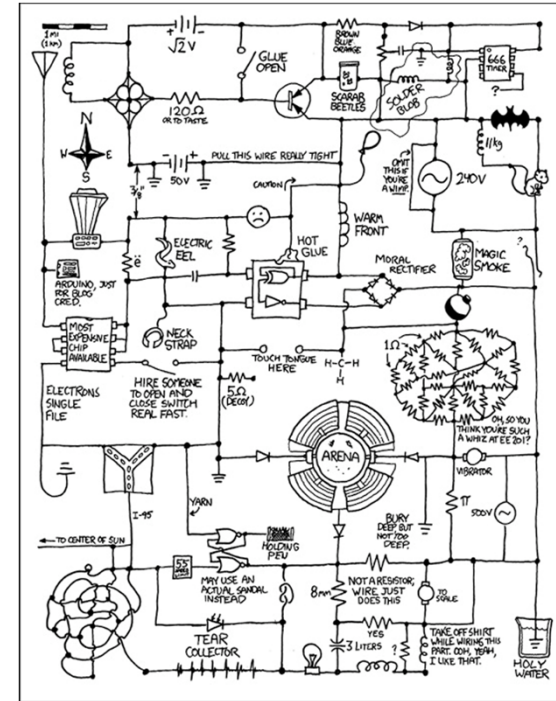 1 MI
(1 KM)
√2 V
GLUE
OPEN
BROWN
BLUE
ORANGE
SCARAB
BEETLES
SOLDER
BLOB
666
TIMER
?
120Ω
OR TO TASTE
N
W E
S
50V
PULL THIS WIRE REALLY TIGHT
3/8"
CAUTION
OMIT
THIS IF
YOU'RE
A WIMP
240V
11kg
WARM
FRONT
ELECTRIC
EEL
ë
HOT
GLUE
MORAL
RECTIFIER
MAGIC
SMOKE
?
ARDUINO, JUST
FOR BLOG
CRED.
MOST
EXPENSIVE
CHIP
AVAILABLE
NECK
STRAP
TOUCH TONGUE
HERE
H-C-H
H
1Ω
ELECTRONS
SINGLE
FILE
HIRE SOMEONE
TO OPEN AND
CLOSE SWITCH
REAL FAST.
5Ω
(DECOY)
OH, SO YOU
THINK YOU'RE SUCH
A WHIZ AT EE 201?
ARENA
VIBRATOR
I-95
YARN
BURY
DEEP BUT
NOT TOO
DEEP.
π
500V
← TO CENTER OF SUN
HOLDING
PEN
MAY USE AN
ACTUAL SANDAL
INSTEAD
NOT A RESISTOR;
WIRE JUST
DOES THIS
8mm
TO
SCALE
TEAR
COLLECTOR
YES
3 LITERS
?
TAKE OFF SHIRT
WHILE WIRING THIS
PART. OOH, YEAH,
I LIKE THAT.
HOLY
WATER